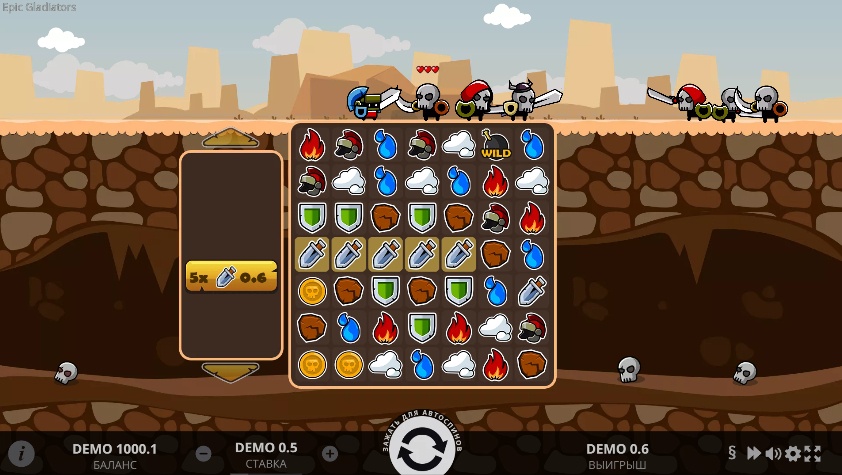 Epic Gladiators
WILD
5x 0.6
ЗАЖАТЬ ДЛЯ АВТОСПИНОВ
DEMO 1000.1
БАЛАНС
DEMO 0.5
СТАВКА
DEMO 0.6
ВЫИГРЫШ